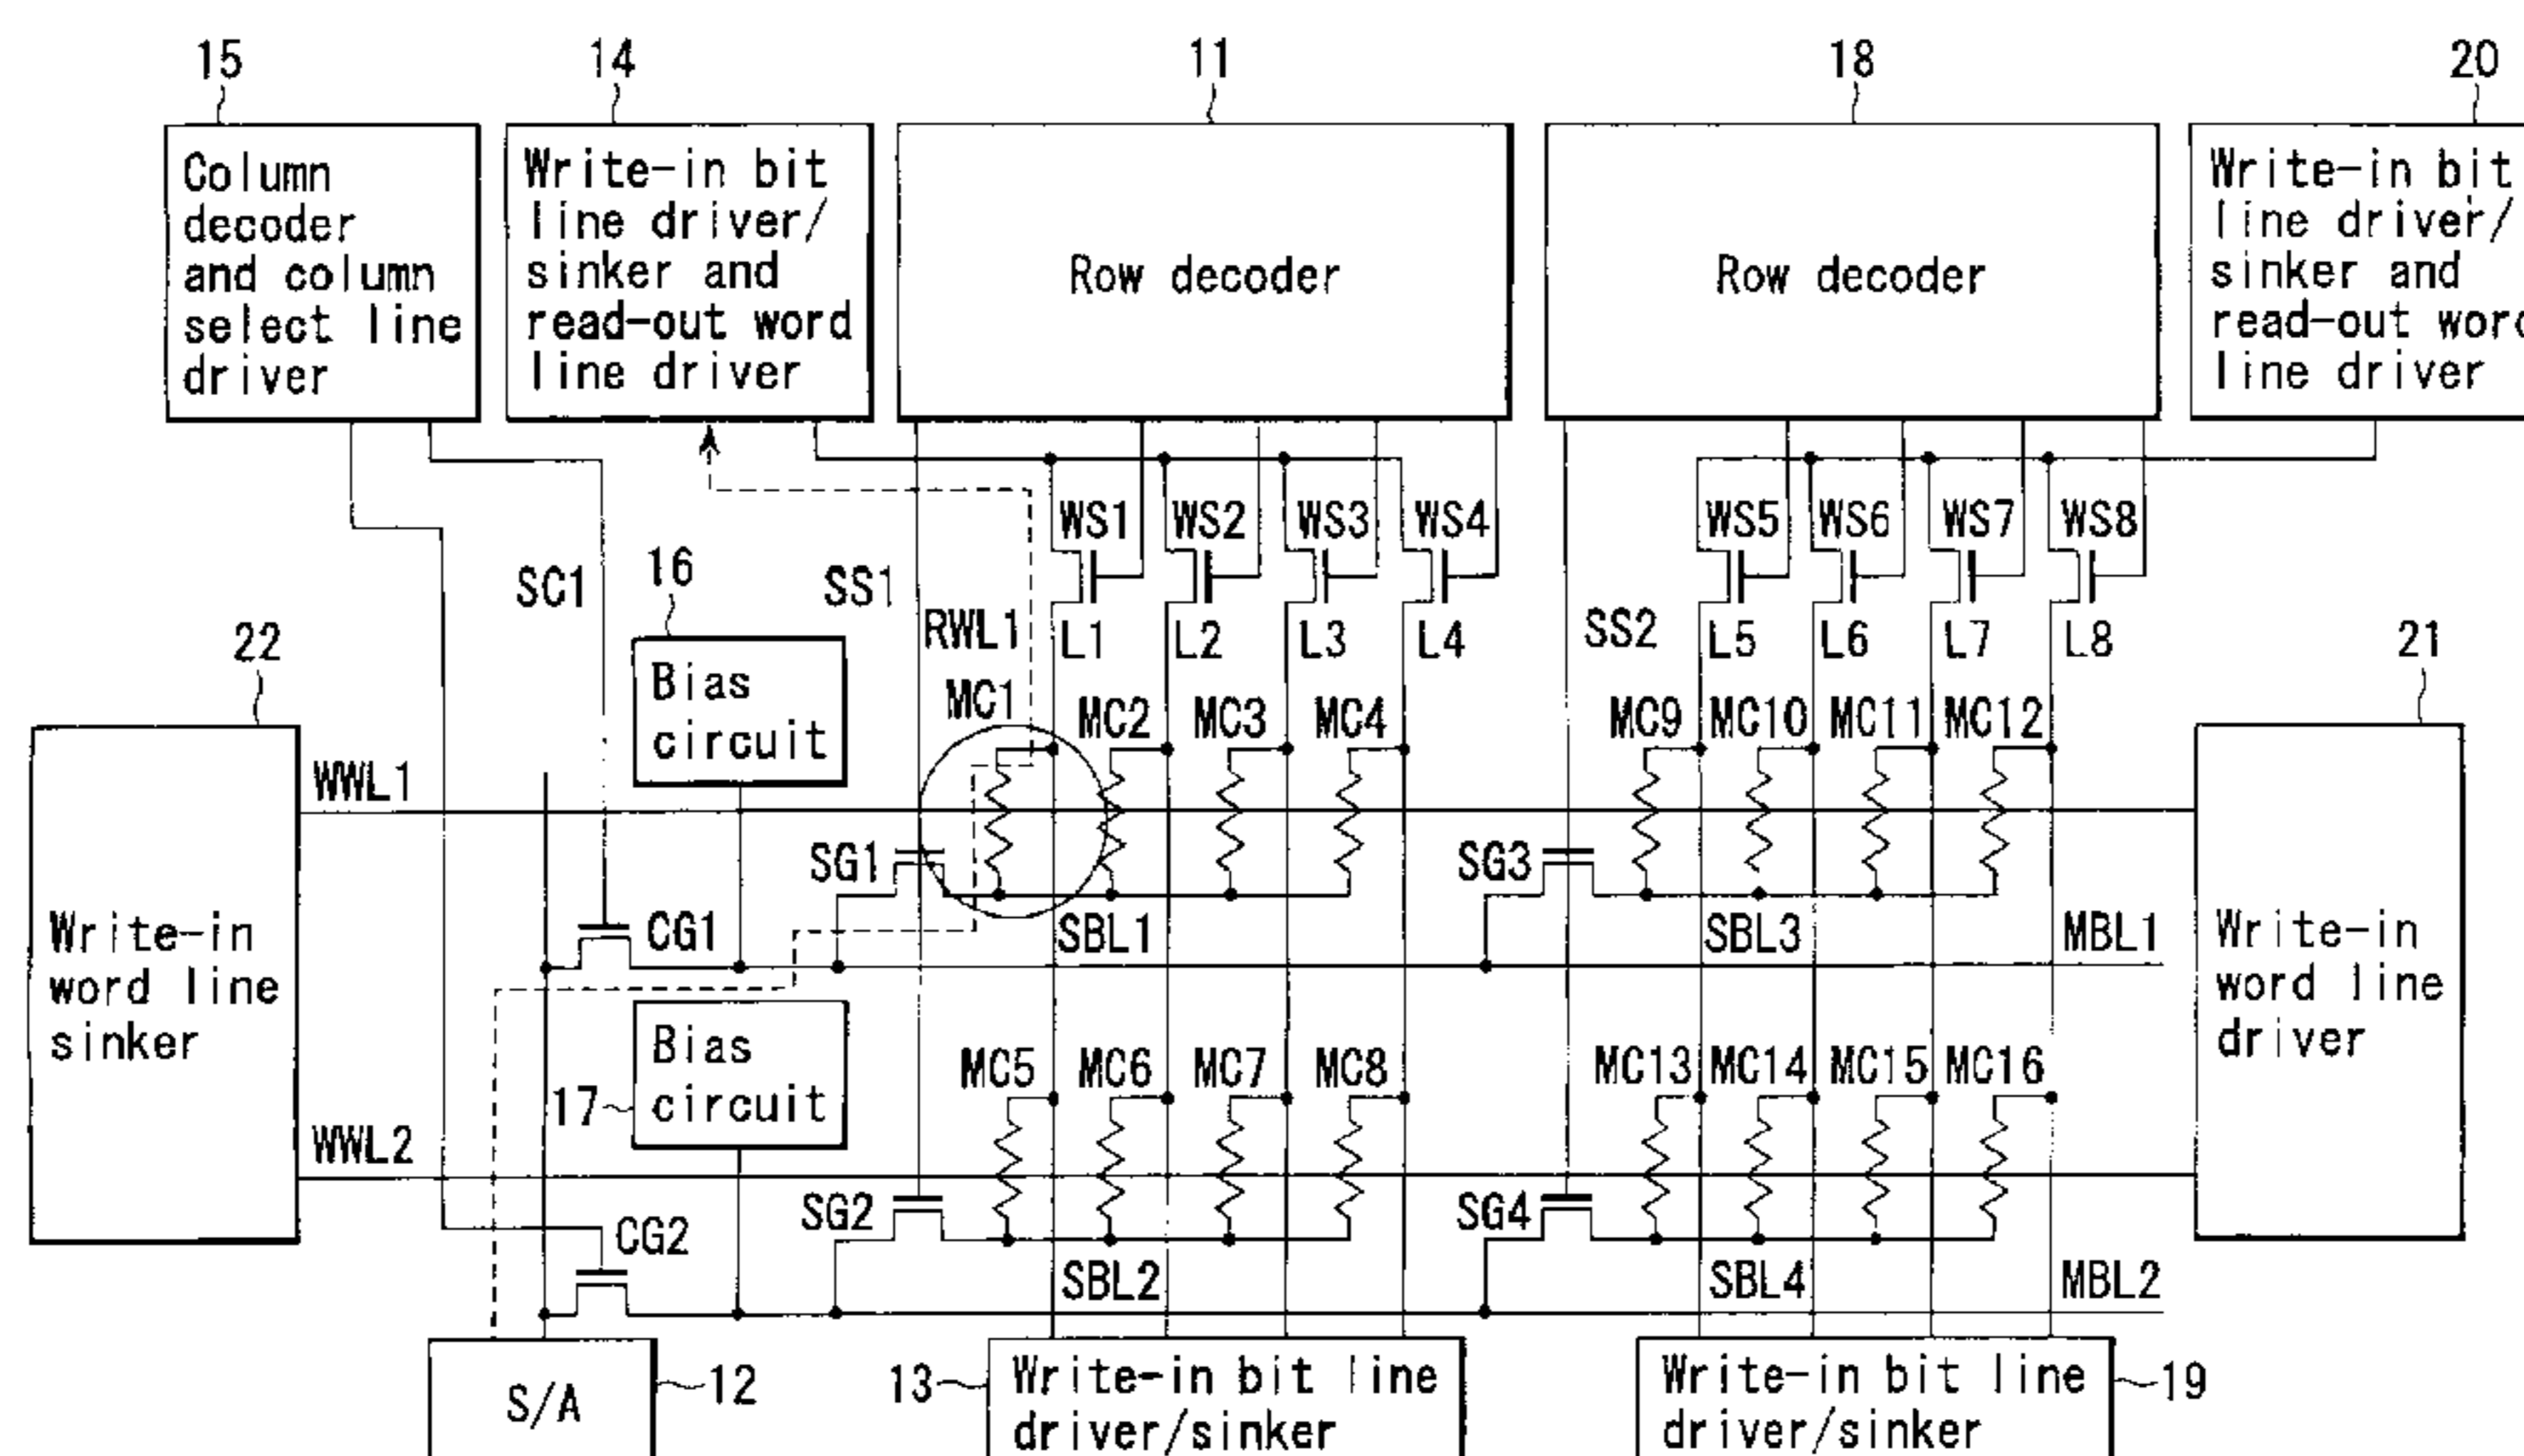 15
14
11
18
20
Column
decoder
and column
select line
driver
Write-in bit
line driver/
sinker and
read-out word
line driver
Row decoder
Row decoder
Write-in bit
line driver/
sinker and
read-out word
line driver
WS1 WS2 WS3 WS4
WS5 WS6 WS7 WS8
SC1
16
SS1
RWL1
L1 L2 L3 L4
SS2
L5 L6 L7 L8
22
21
Bias
circuit
MC1 MC2 MC3 MC4
MC9 MC10 MC11 MC12
WWL1
SG1
SG3
Write-in
word line
sinker
CG1
SBL1
SBL3
MBL1
Write-in
word line
driver
Bias
circuit
17
MC5 MC6 MC7 MC8
MC13 MC14 MC15 MC16
WWL2
SG2
SG4
CG2
SBL2
SBL4
MBL2
S/A
12
13
Write-in bit line
driver/sinker
Write-in bit line
driver/sinker
19